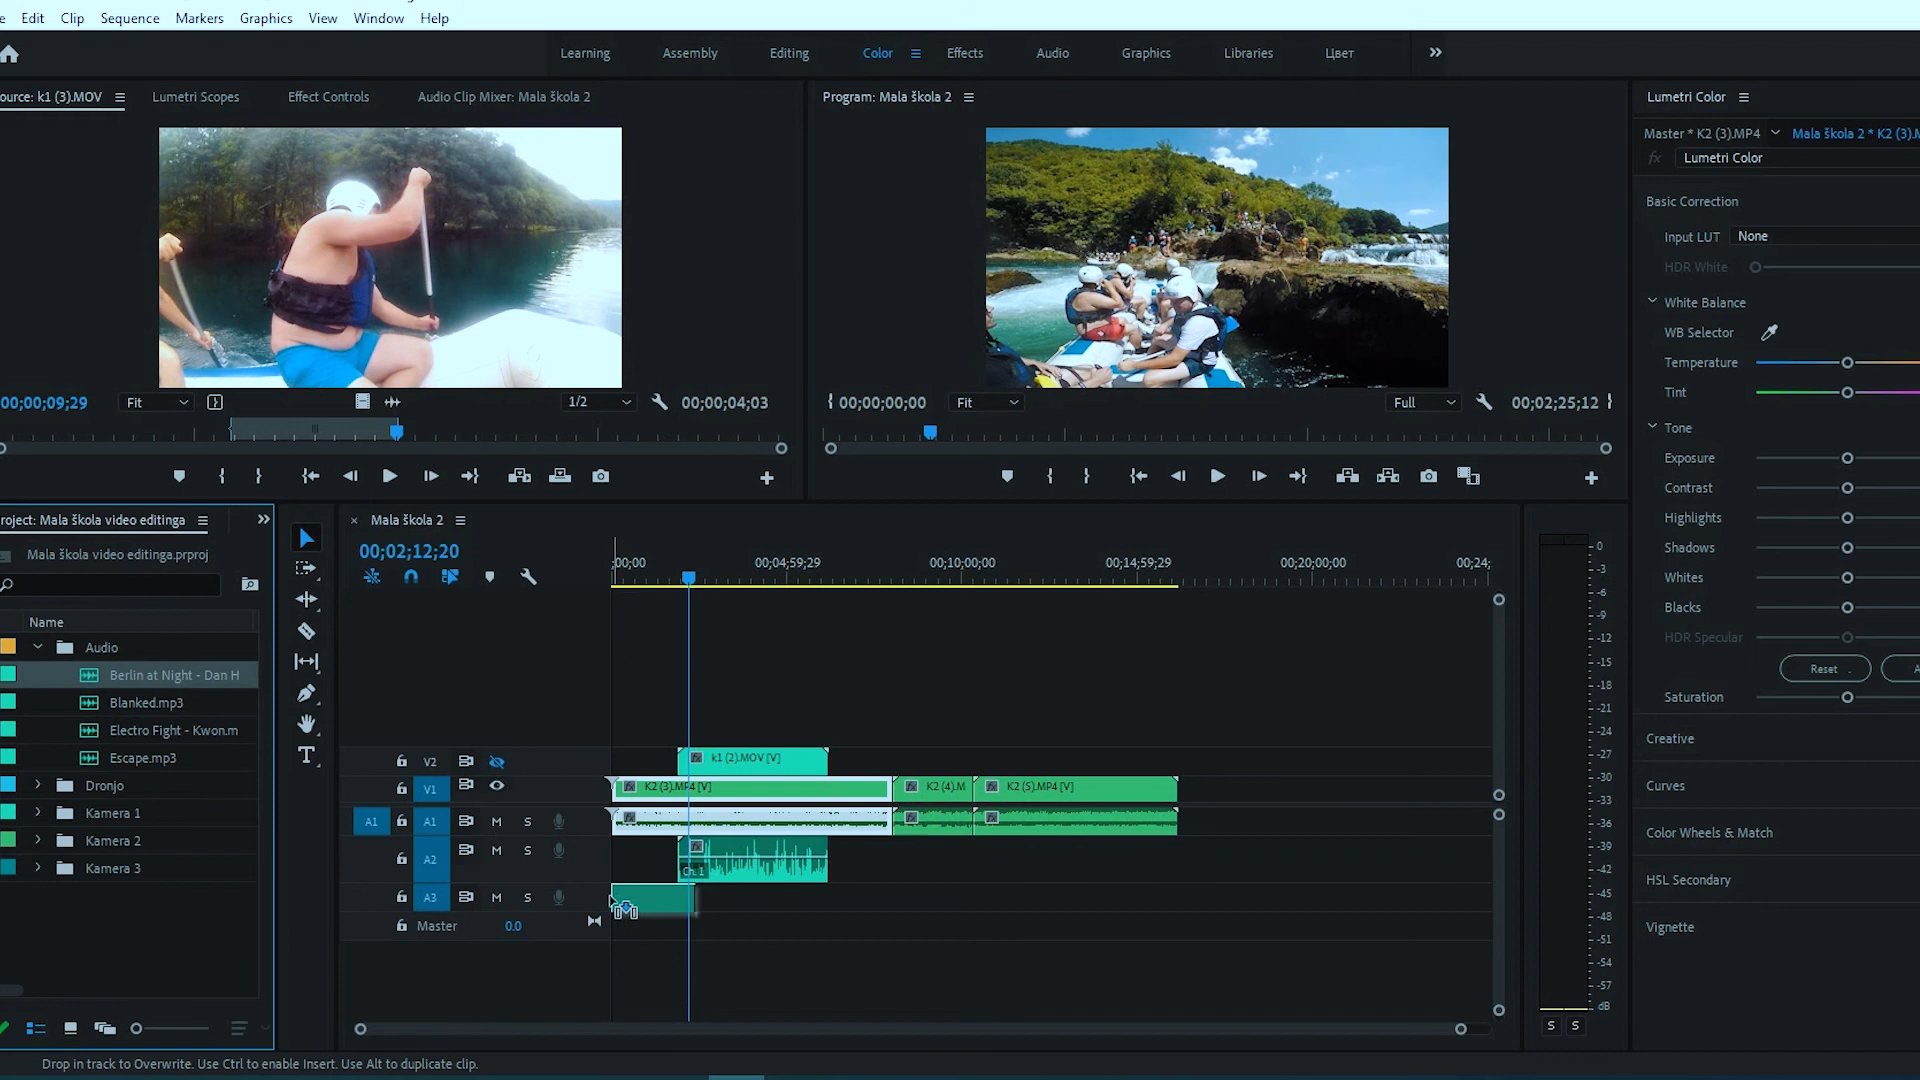 Edit Clip Sequence Markers Graphics View Window Help
Learning Assembly Editing Color Effects Audio Graphics Libraries Цвет
ource: k1 (3).MOV Lumetri Scopes Effect Controls Audio Clip Mixer: Mala škola 2
Program: Mala škola 2
Lumetri Color
Master * K2 (3).MP4 Mala škola 2 * K2 (3).M
fx Lumetri Color
Basic Correction
Input LUT None
HDR White
White Balance
WB Selector
Temperature
Tint
Tone
Exposure
Contrast
Highlights
Shadows
Whites
Blacks
HDR Specular
Reset
Saturation
Creative
Curves
Color Wheels & Match
HSL Secondary
Vignette
00;00;09;29 Fit 1/2 00;00;04;03
00;00;00;00 Fit Full 00;02;25;12
roject: Mala škola video editinga
Mala škola video editinga.prproj
Name
Audio
Berlin at Night - Dan H
Blanked.mp3
Electro Fight - Kwon.m
Escape.mp3
Dronjo
Kamera 1
Kamera 2
Kamera 3
Mala škola 2
00;02;12;20
;00;00 00;04;59;29 00;10;00;00 00;14;59;29 00;20;00;00 00;24;
V2 fx k1 (2).MOV [V]
V1 fx K2 (3).MP4 [V] fx K2 (4).M fx K2 (5).MP4 [V]
A1 A1 M S fx fx fx
A2 M S fx
Ch. 1
A3 M S
Master 0.0
0
-3
-6
-9
-12
-15
-18
-21
-24
-27
-30
-33
-36
-39
-42
-45
-48
-51
-54
-57
dB
S S
Drop in track to Overwrite. Use Ctrl to enable Insert. Use Alt to duplicate clip.